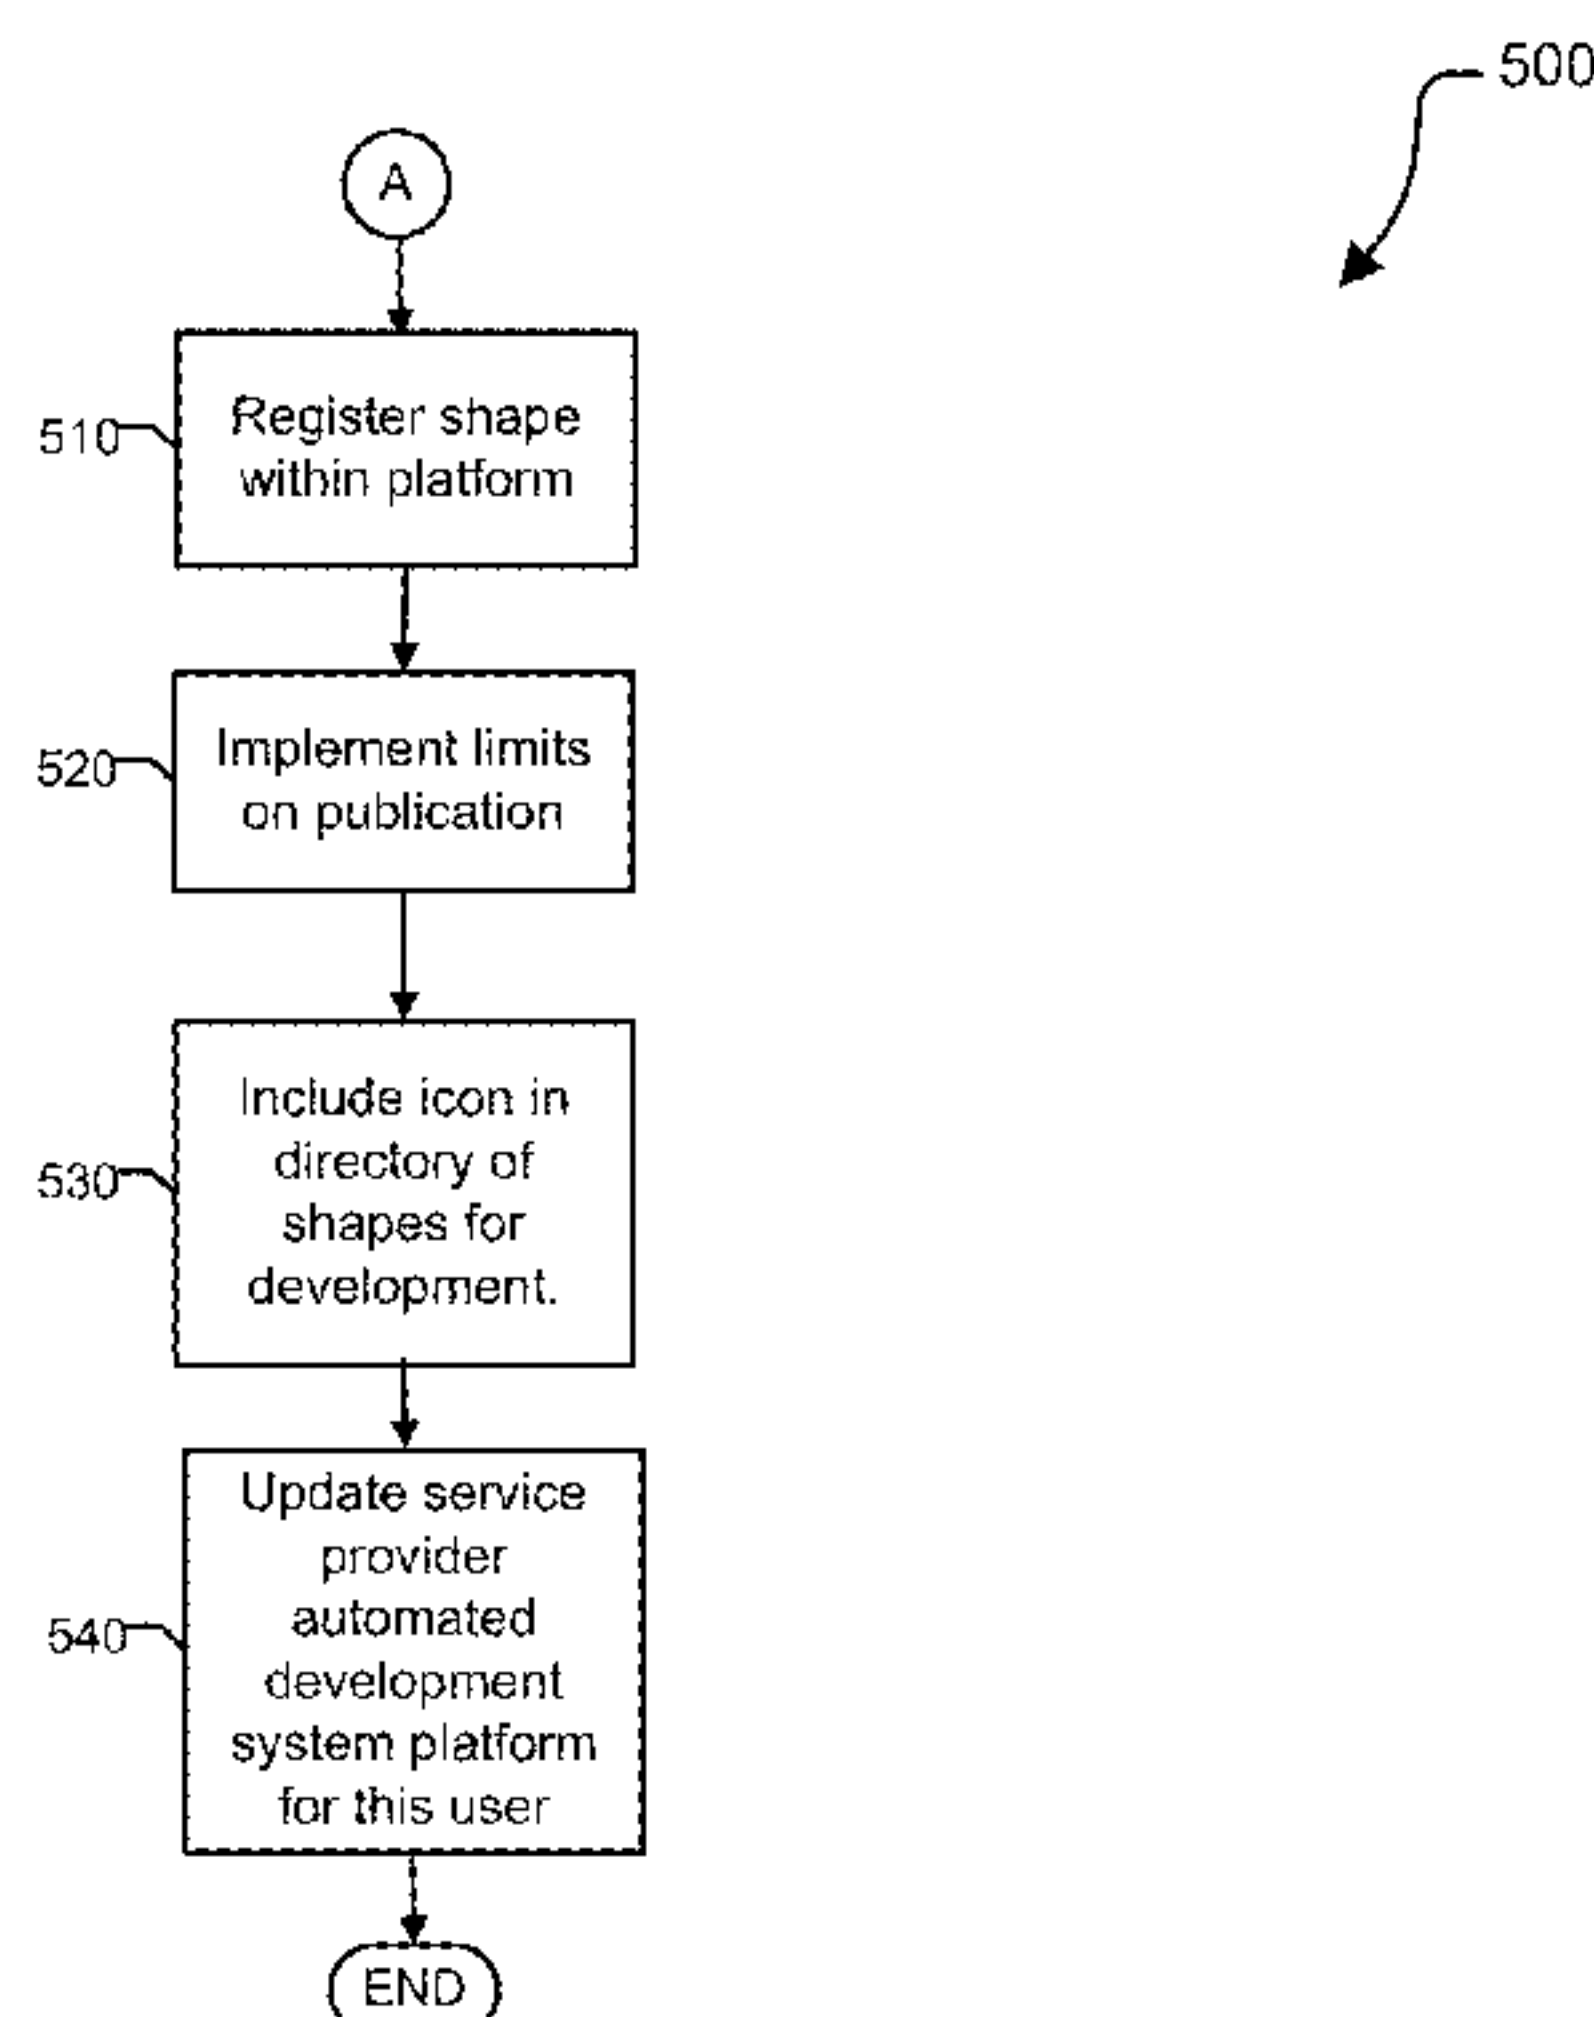 500
A
510
Register shape
within platform
520
Implement limits
on publication
530
Include icon in
directory of
shapes for
development.
540
Update service
provider
automated
development
system platform
for this user
END